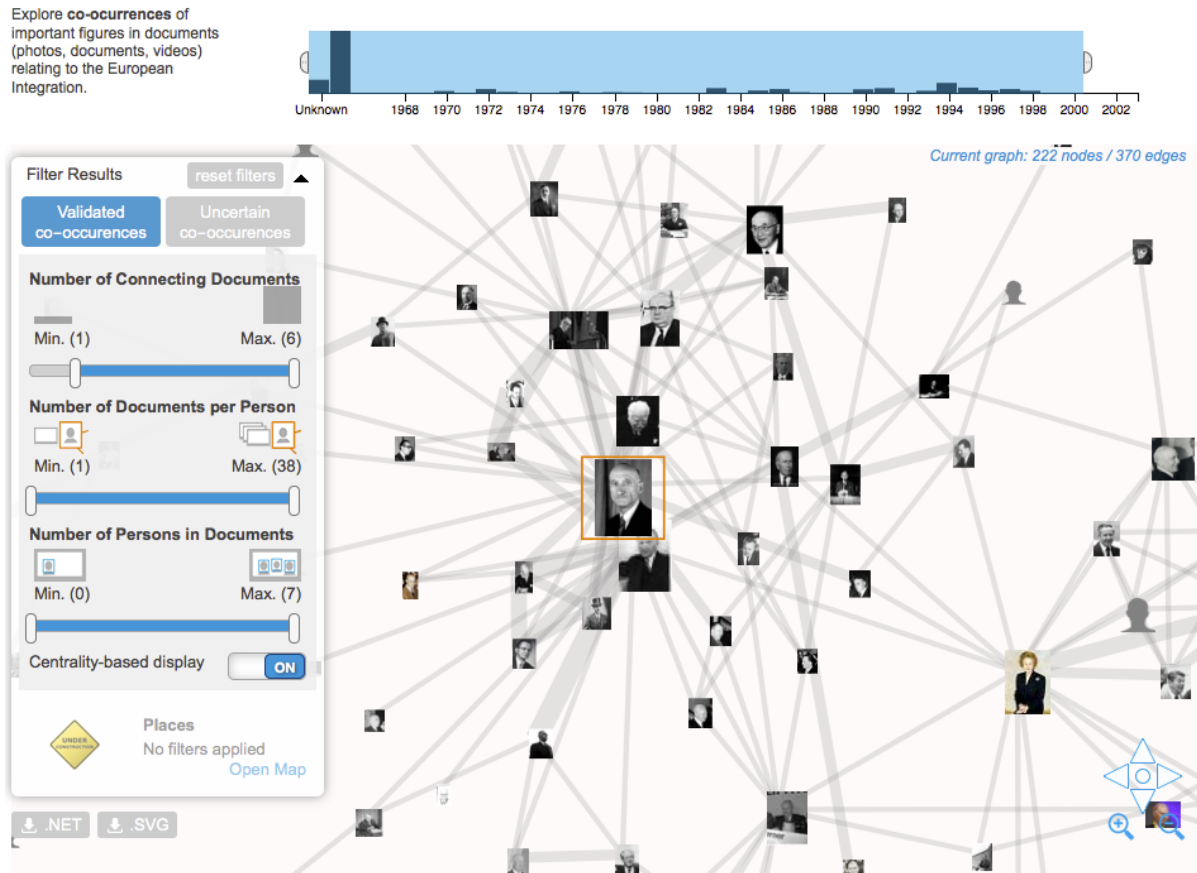 Explore co-ocurrences of
important figures in documents
(photos, documents, videos)
relating to the European
Integration.
Unknown 1968 1970 1972 1974 1976 1978 1980 1982 1984 1986 1988 1990 1992 1994 1996 1998 2000 2002
Current graph: 222 nodes / 370 edges
Filter Results reset filters
Validated
co-occurences
Uncertain
co-occurences
Number of Connecting Documents
Min. (1) Max. (6)
Number of Documents per Person
Min. (1) Max. (38)
Number of Persons in Documents
Min. (0) Max. (7)
Centrality-based display ON
UNDER
CONSTRUCTION
Places
No filters applied
Open Map
.NET .SVG